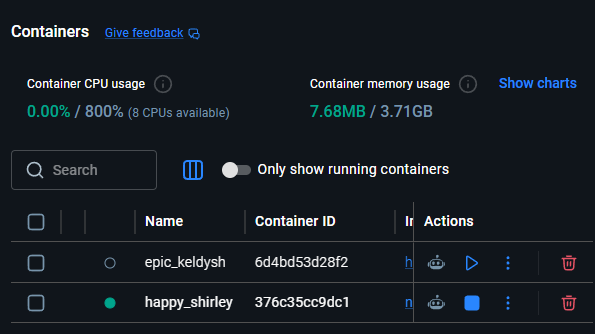 Containers Give feedback
Container CPU usage
0.00% / 800% (8 CPUs available)
Container memory usage
7.68MB / 3.71GB
Show charts
Search
Only show running containers
Name Container ID Actions
epic_keldysh 6d4bd53d28f2 h
happy_shirley 376c35cc9dc1 n